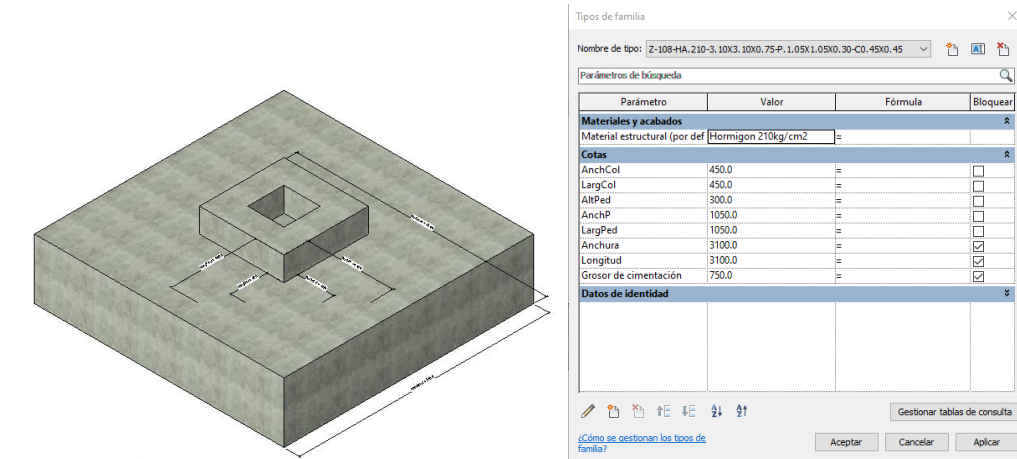 Tipos de familia
Nombre de tipo: Z-108-HA.210-3.10X3.10X0.75-P.1.05X1.05X0.30-C0.45X0.45
Parámetros de búsqueda
Parámetro Valor Fórmula Bloquear
Materiales y acabados
Material estructural (por def Hormigon 210kg/cm2 =
Cotas
AnchCol 450.0 =
LargCol 450.0 =
AltPed 300.0 =
AnchP 1050.0 =
LargPed 1050.0 =
Anchura 3100.0 =
Longitud 3100.0 =
Grosor de cimentación 750.0 =
Datos de identidad
Gestionar tablas de consulta
¿Cómo se gestionan los tipos de
familia?
Aceptar Cancelar Aplicar